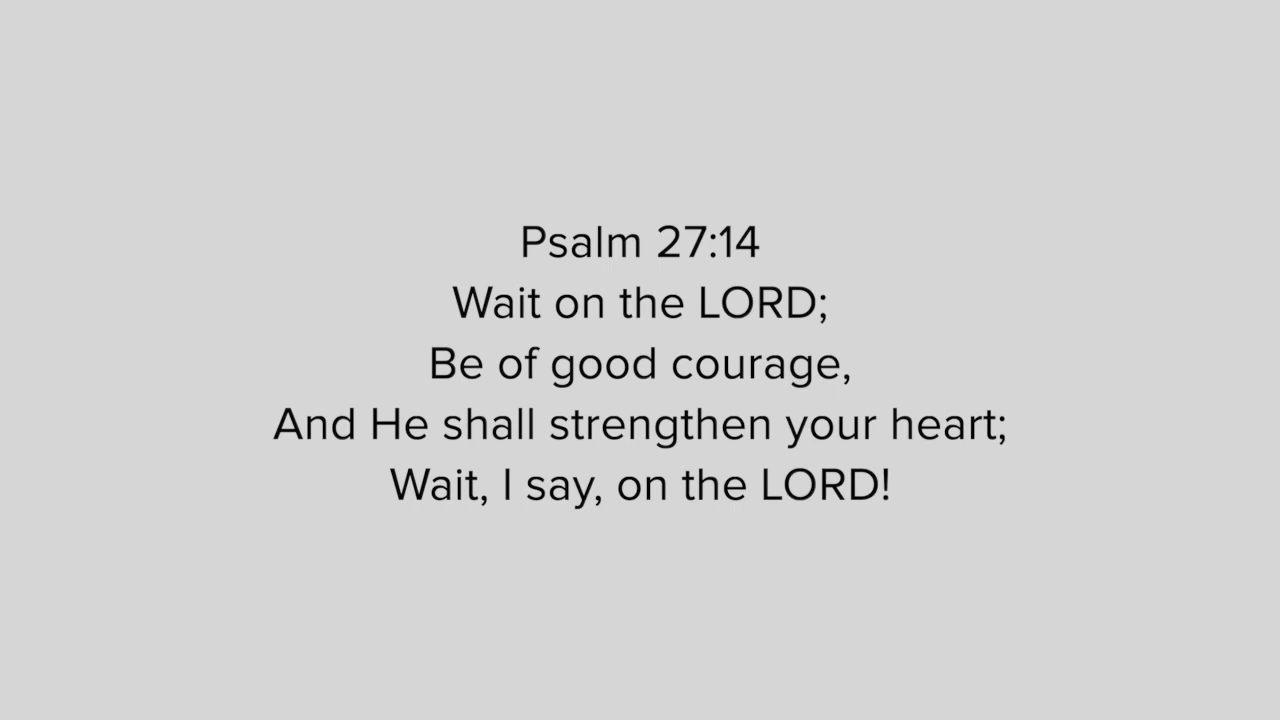 Psalm 27:14
Wait on the LORD;
Be of good courage,
And He shall strengthen your heart;
Wait, I say, on the LORD!